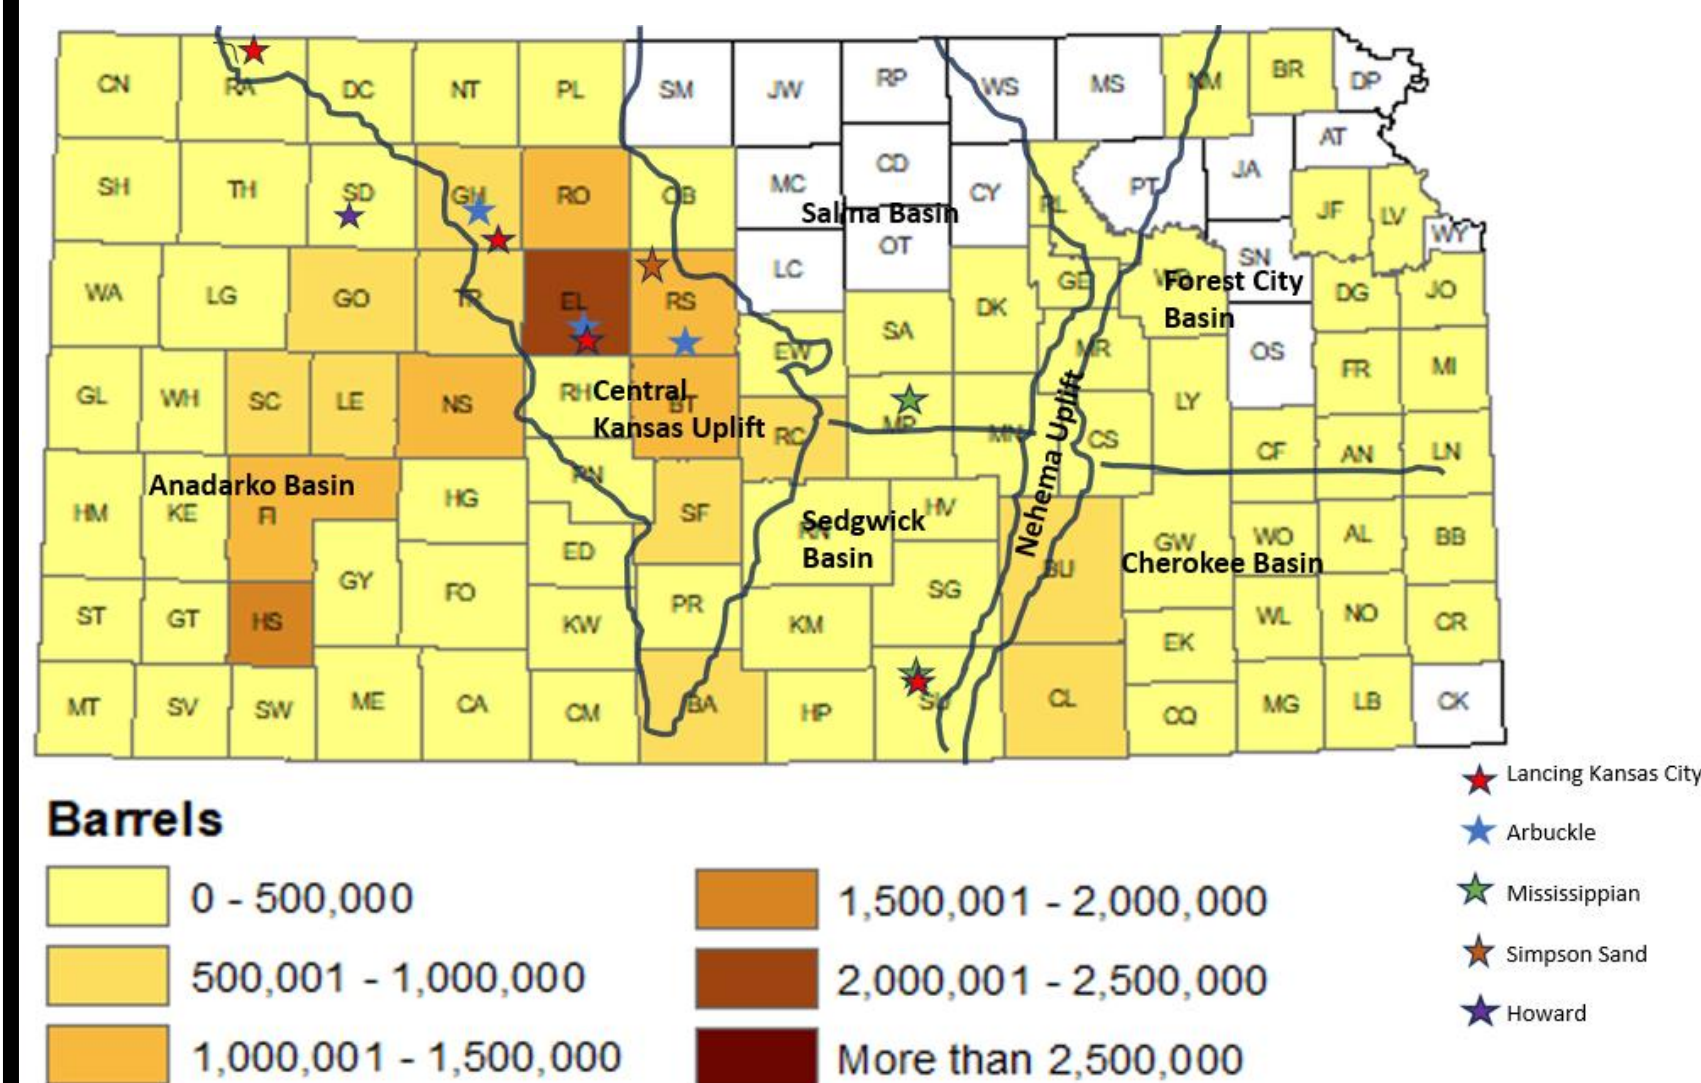 CN RA DC NT PL SM JW RP WS MS NM BR DP
AT
SH TH SD GH RO OB MC CD CY RL PT JA JF LV
Salina Basin
WY
WA LG GO TR EL RS LC OT DK GE WB SN DG JO
Forest City
Basin
SA EW MR OS FR MI
GL WH SC LE NS RH BT RC MP MN CS LY
Central
Kansas Uplift
Nehema Uplift
CF AN LN
HM KE FI HG PN SF RN HV
Anadarko Basin
Sedgwick
Basin
GY ED GW WO AL BB
BU
Cherokee Basin
ST GT HS FO KW PR KM SG EK WL NO CR
MT SV SW ME CA CM BA HP SU CL CQ MG LB CK
Barrels
0 - 500,000
500,001 - 1,000,000
1,000,001 - 1,500,000
1,500,001 - 2,000,000
2,000,001 - 2,500,000
More than 2,500,000
Lancing Kansas City
Arbuckle
Mississippian
Simpson Sand
Howard